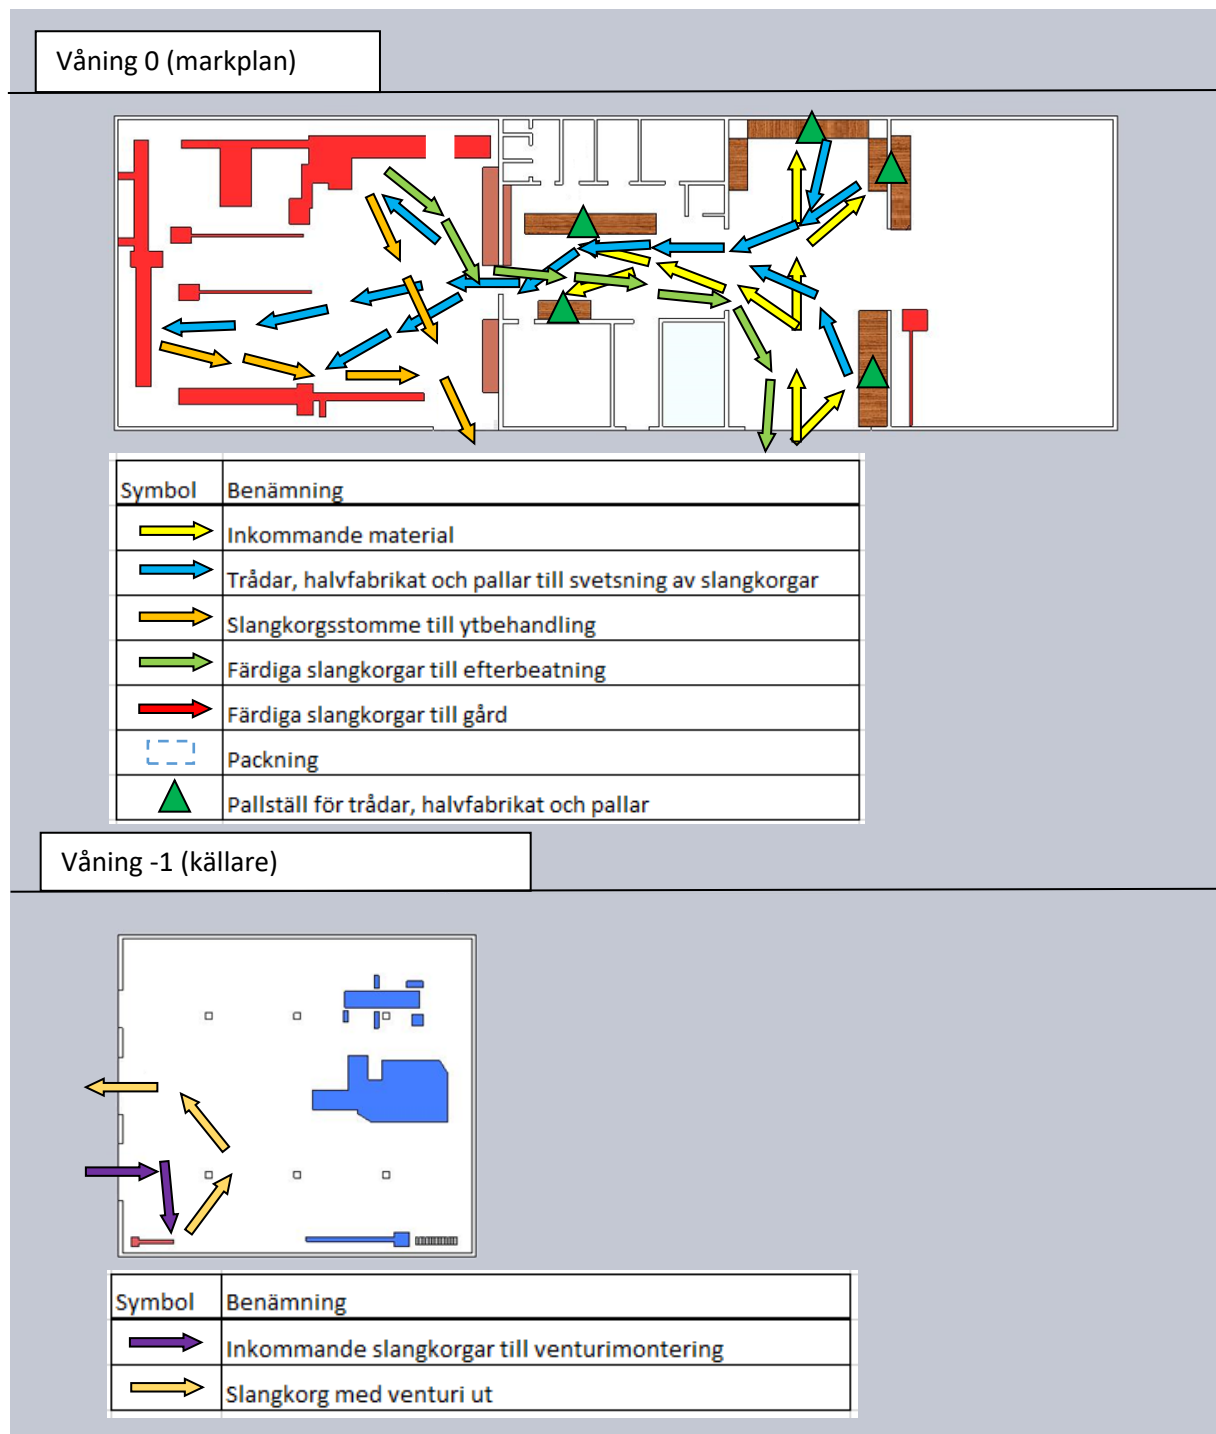 Våning 0 (markplan)
Symbol Benämning
Inkommande material
Trådar, halvfabrikat och pallar till svetsning av slangkorgar
Slangkorgsstomme till ytbehandling
Färdiga slangkorgar till efterbeatning
Färdiga slangkorgar till gård
Packning
Pallställ för trådar, halvfabrikat och pallar
Våning -1 (källare)
Symbol Benämning
Inkommande slangkorgar till venturimontering
Slangkorg med venturi ut